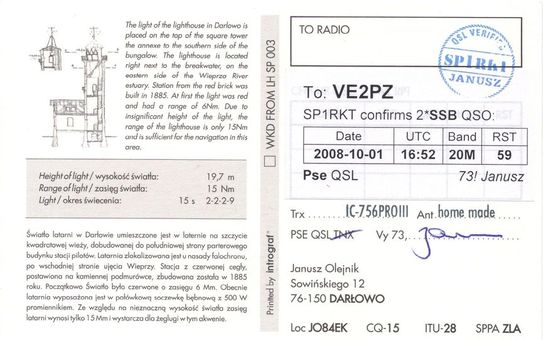 The light of the lighthouse in Darlowo is
placed on the top of the square tower
the annexe to the southern side of the
bungalow. The lighthouse is located
right next to the breakwater, on the
eastern side of the Wieprza River
estuary. Station from the red brick was
built in 1885. At first the light was red
and had a range of 6Nm. Due to
insignificant height of the light, the
range of the lighthouse is only 15Nm
and is sufficient for the navigation in this
area.
Height of light / wysokość światła: 19,7 m
Range of light / zasięg światła: 15 Nm
Light / okres świecenia: 15 s 2-2-2-9
Światło latarni w Darłowie umieszczone jest w laternie na szczycie
kwadratowej wieży, dobudowanej do południowej strony parterowego
budynku stacji pilotów. Latarnia zlokalizowana jest u nasady falochronu,
po wschodniej stronie ujęcia Wieprzy. Stacja z czerwonej cegły,
postawiona na kamiennej podmurówce, zbudowana została w 1885
roku. Początkowo Światło było czerwone o zasięgu 6 Mm. Obecnie
latarnia wyposażona jest w połówkową soczewkę bębnową z 500 W
promiennikiem. Ze względu na nieznaczną wysokość światła zasięg
latarni wynosi tylko 15 Mm i wystarcza dla żeglugi w tym akwenie.
WKD FROM LH SP 003
Printed by intrograf®
TO RADIO
QSL VERIFIED
SP1RKT
JANUSZ
To: VE2PZ
SP1RKT confirms 2*SSB QSO:
Date UTC Band RST
2008-10-01 16:52 20M 59
Pse QSL 73! Janusz
Trx IC-756PROIII Ant. home made
PSE QSL TNX Vy 73,
Janusz Olejnik
Sowińskiego 12
76-150 DARŁOWO
Loc JO84EK CQ-15 ITU-28 SPPA ZLA